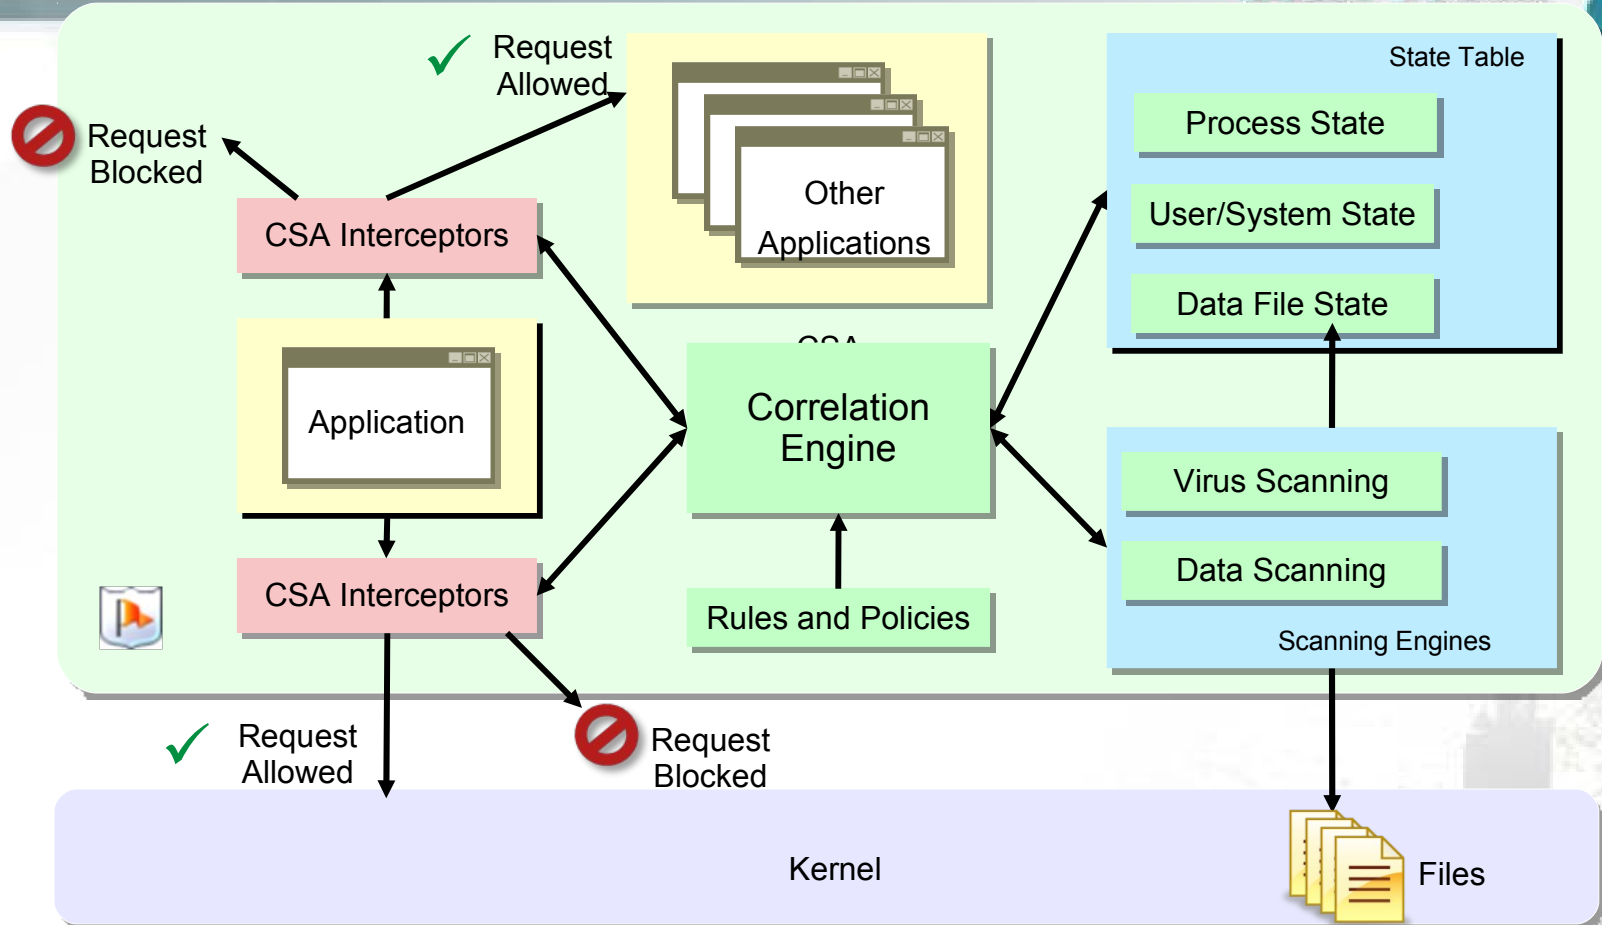 Request
Allowed
Request
Blocked
CSA Interceptors
Application
CSA Interceptors
Request
Allowed
Request
Blocked
Other
Applications
CSA
Correlation
Engine
Rules and Policies
State Table
Process State
User/System State
Data File State
Virus Scanning
Data Scanning
Scanning Engines
Kernel
Files